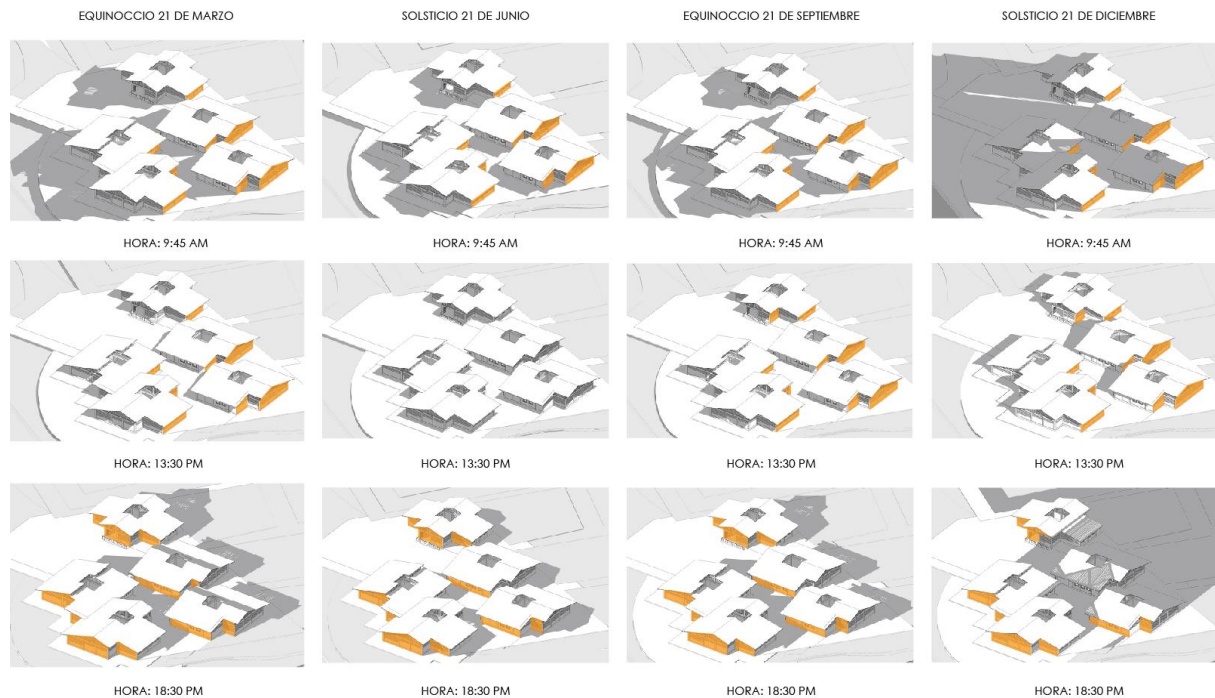 EQUINOCCIO 21 DE MARZO
SOLSTICIO 21 DE JUNIO
EQUINOCCIO 21 DE SEPTIEMBRE
SOLSTICIO 21 DE DICIEMBRE
HORA: 9:45 AM
HORA: 9:45 AM
HORA: 9:45 AM
HORA: 9:45 AM
HORA: 13:30 PM
HORA: 13:30 PM
HORA: 13:30 PM
HORA: 13:30 PM
HORA: 18:30 PM
HORA: 18:30 PM
HORA: 18:30 PM
HORA: 18:30 PM